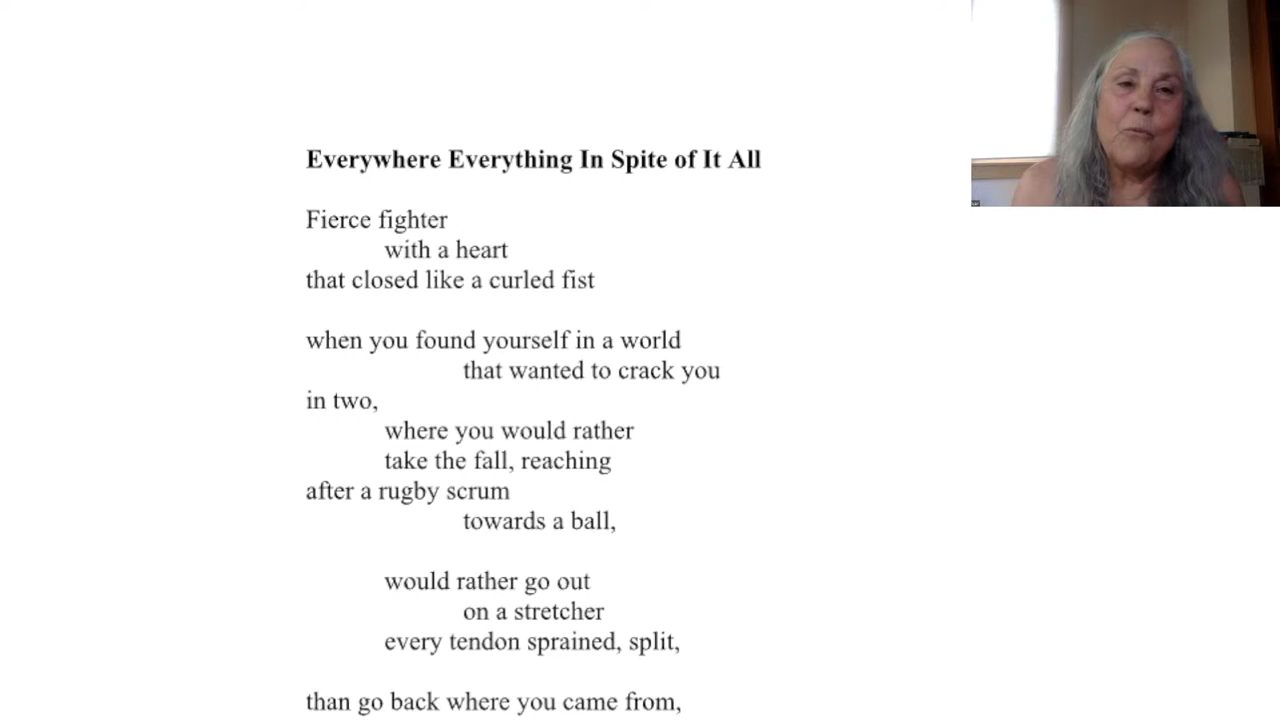 Everywhere Everything In Spite of It All
Fierce fighter
with a heart
that closed like a curled fist
when you found yourself in a world
that wanted to crack you
in two,
where you would rather
take the fall, reaching
after a rugby scrum
towards a ball,
would rather go out
on a stretcher
every tendon sprained, split,
than go back where you came from,